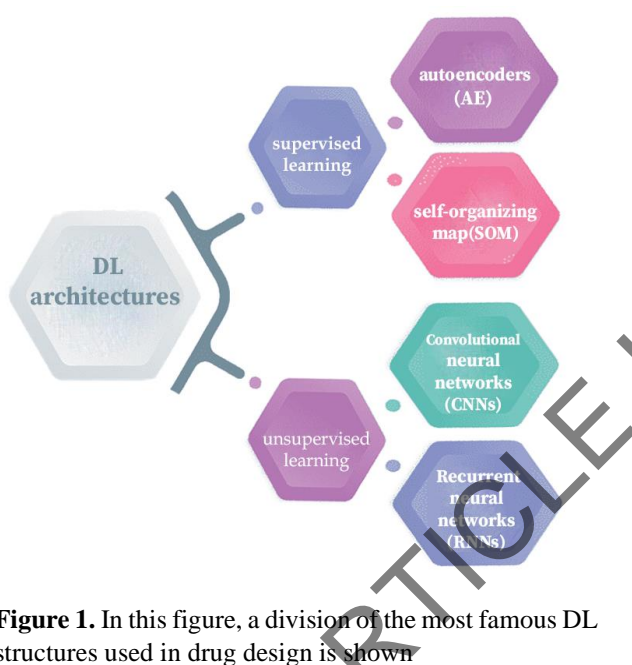 autoencoders
(AE)
supervised
learning
self-organizing
map(SOM)
DL
architectures
Convolutional
neural
networks
(CNNs)
unsupervised
learning
Recurrent
neural
networks
(RNNs)
RTICLE
Figure 1. In this figure, a division of the most famous DL
structures used in drug design is shown